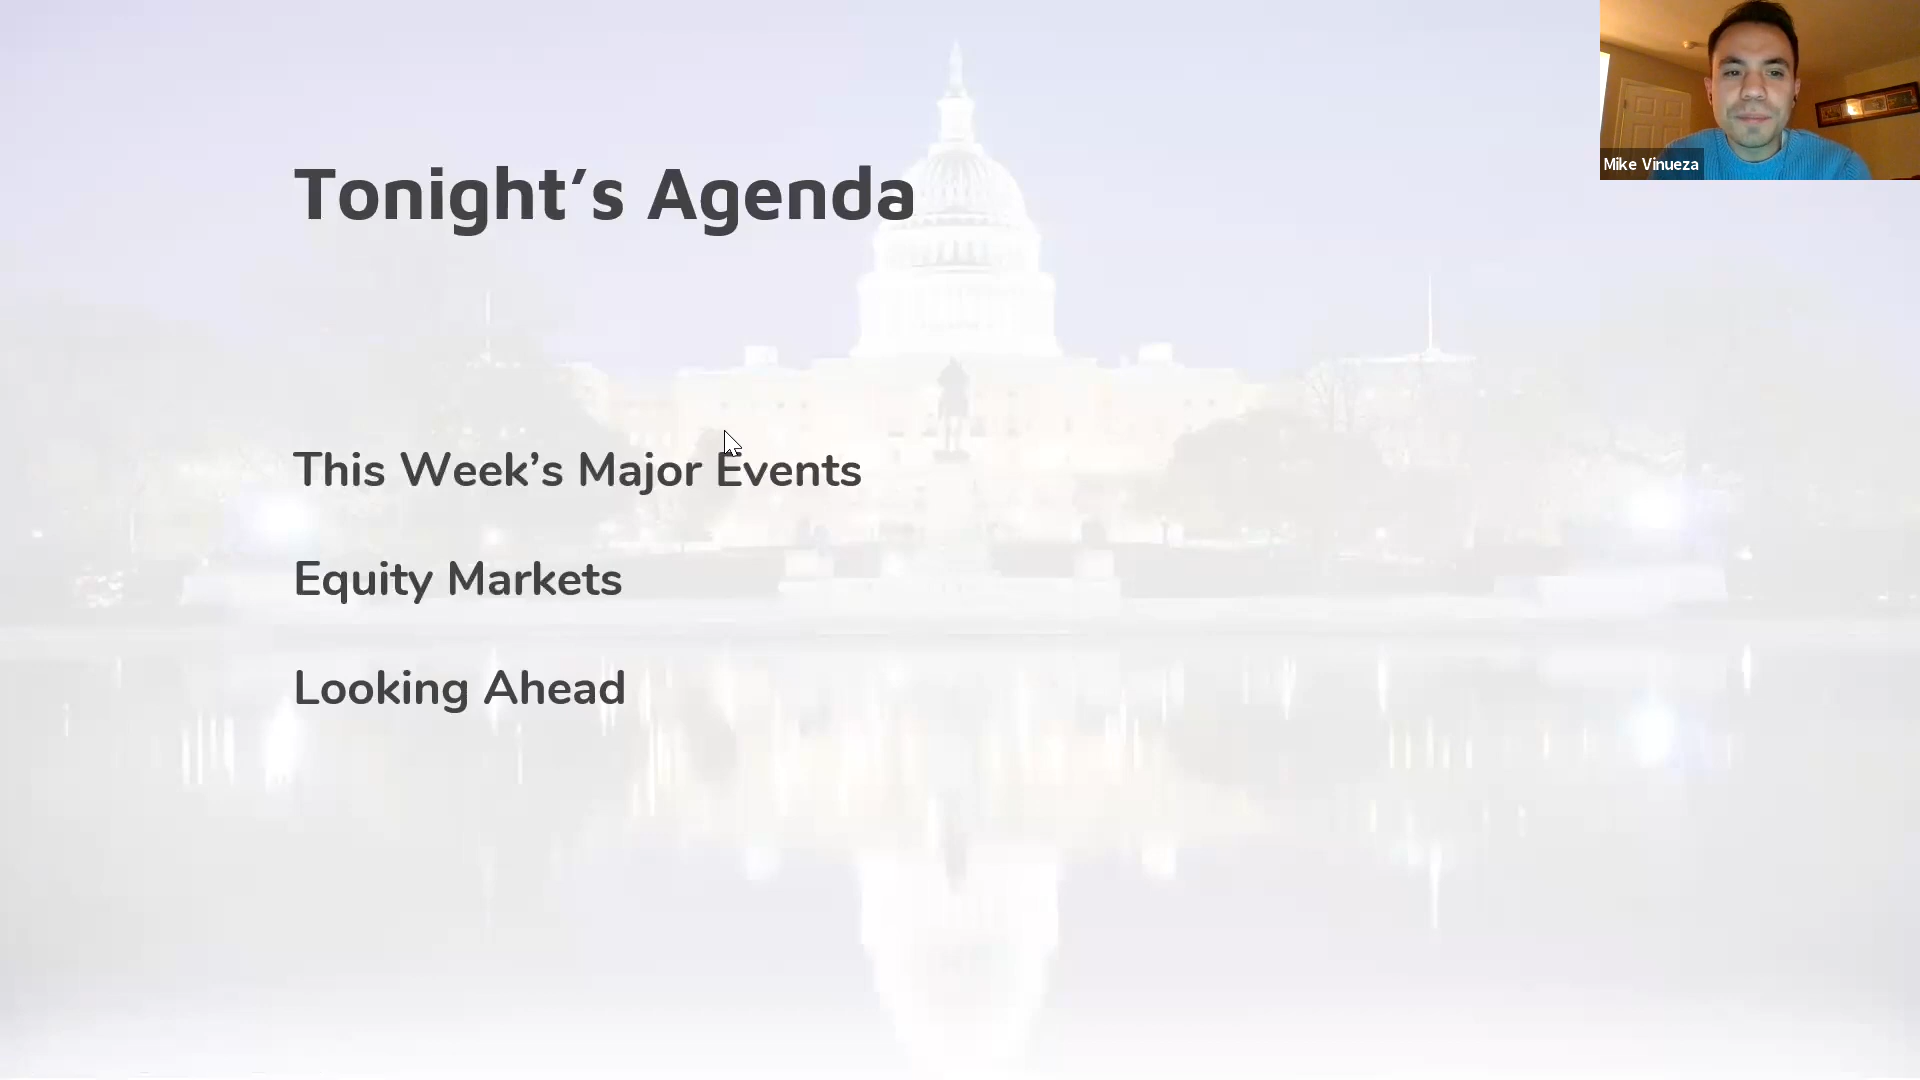 Mike Vinueza
Tonight’s Agenda
This Week’s Major Events
Equity Markets
Looking Ahead